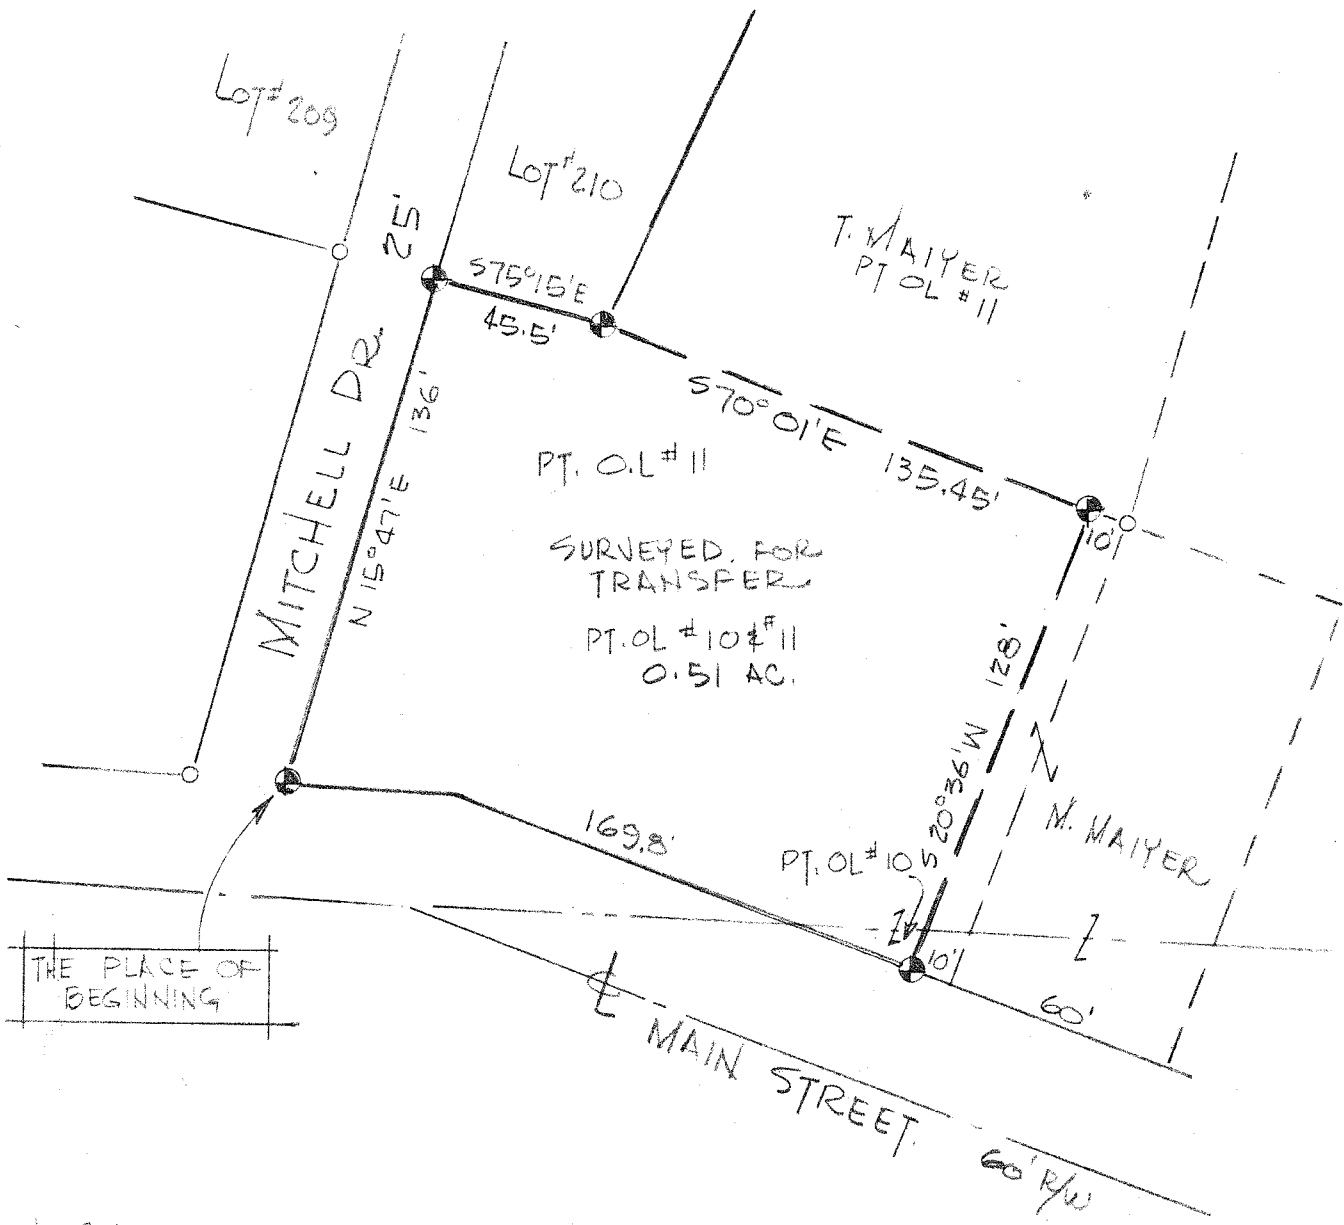 LOT # 209
LOT # 210
25'
T. MAIYER
PT OL # 11
S75°15'E
45.5'
S70°01'E 135.45'
10'
MITCHELL DR.
N 15°47'E 136'
PT. O.L # 11
SURVEYED. FOR
TRANSFER
PT. OL # 10 & # 11
0.51 AC.
S 20°36'W 128'
M. MAIYER
169.8'
PT. OL # 10
10'
60'
THE PLACE OF
BEGINNING
MAIN STREET.
60' R/W